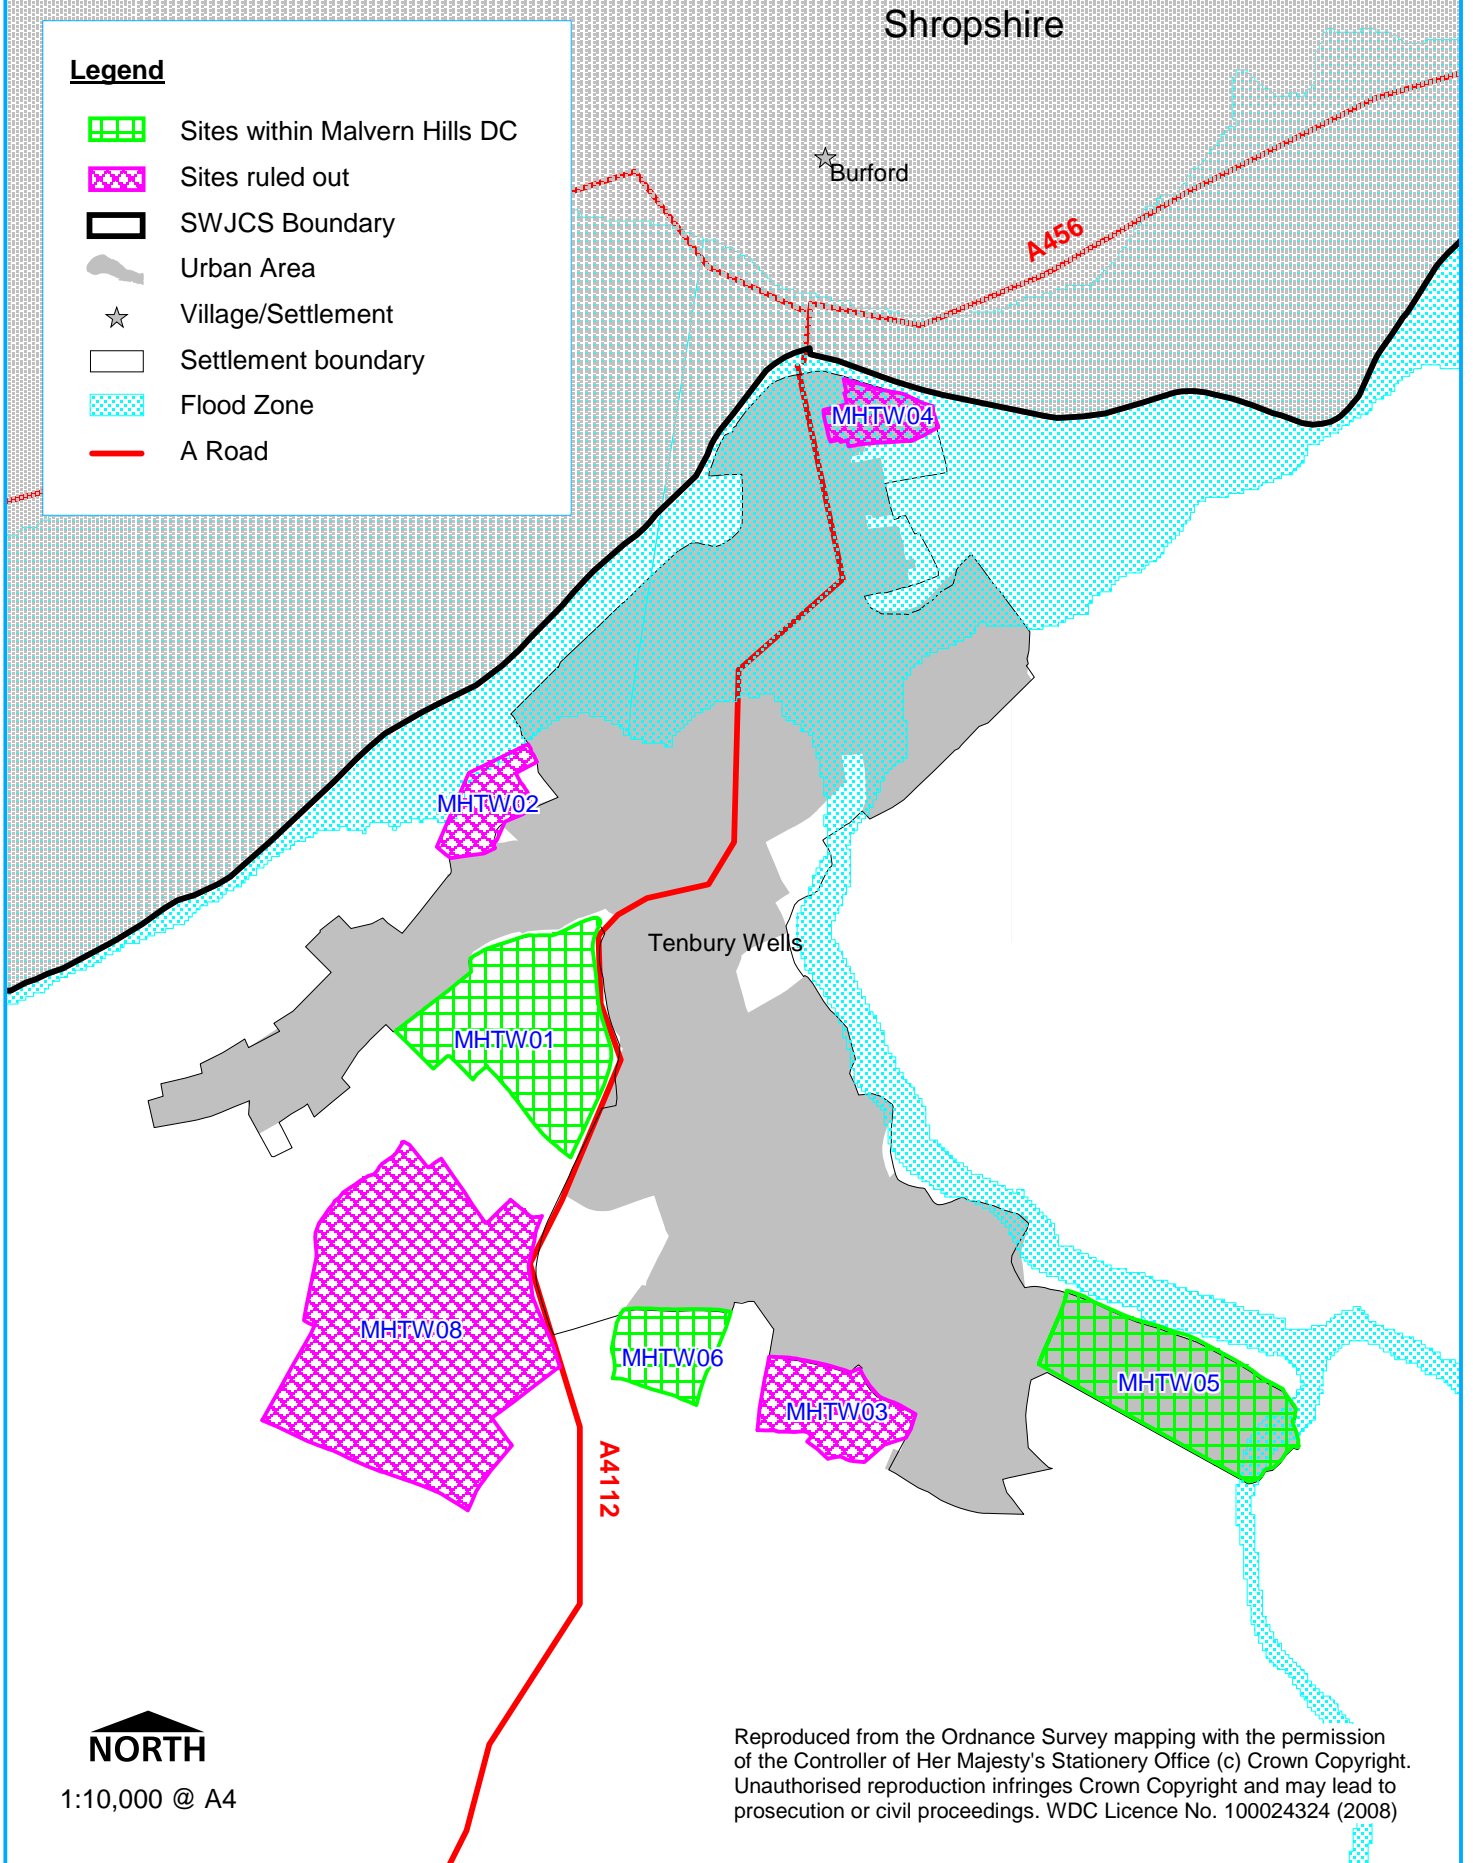 Shropshire
Legend
Sites within Malvern Hills DC
Sites ruled out
SWJCS Boundary
Urban Area
Village/Settlement
Settlement boundary
Flood Zone
A Road
Burford
A456
MHTW04
MHTW02
Tenbury Wells
MHTW01
MHTW08
MHTW06
MHTW05
MHTW03
A4112
NORTH
1:10,000 @ A4
Reproduced from the Ordnance Survey mapping with the permission
of the Controller of Her Majesty's Stationery Office (c) Crown Copyright.
Unauthorised reproduction infringes Crown Copyright and may lead to
prosecution or civil proceedings. WDC Licence No. 100024324 (2008)